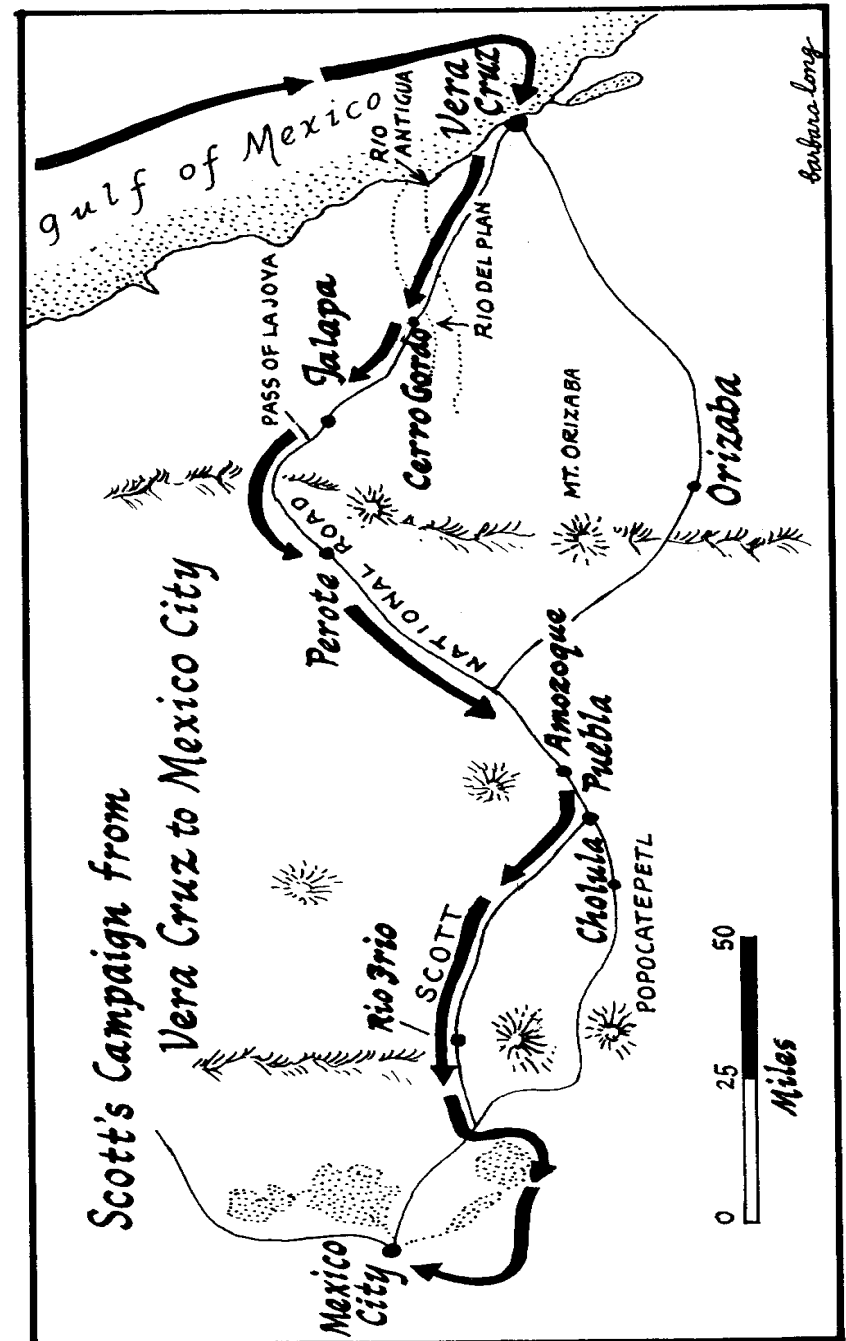 Scott's Campaign from
Vera Cruz to Mexico City
gulf of Mexico
RIO
ANTIGUA
Vera
Cruz
RIO DEL PLAN
PASS OF LA JOYA
Jalapa
Cerro Gordo
MT. ORIZABA
Orizaba
NATIONAL ROAD
Perote
Amozoque
Puebla
Cholula
POPOCATEPETL
SCOTT
Rio Frio
Mexico
City
0 25 50
Miles
barbara long